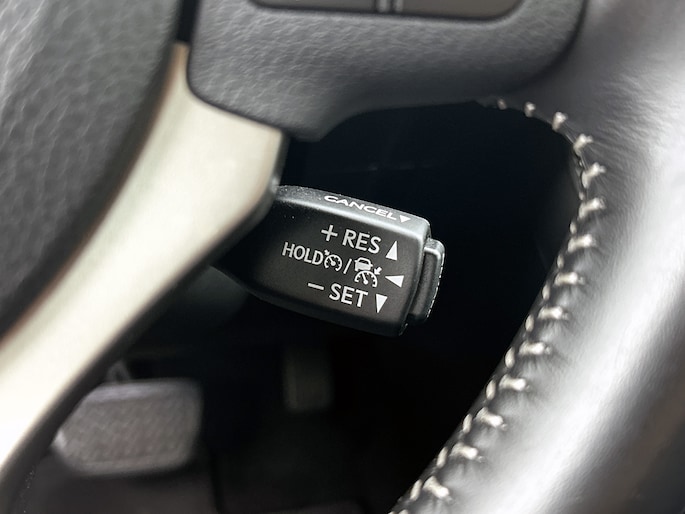 CANCEL▼
+ RES ▲
HOLD / ◀
− SET ▼